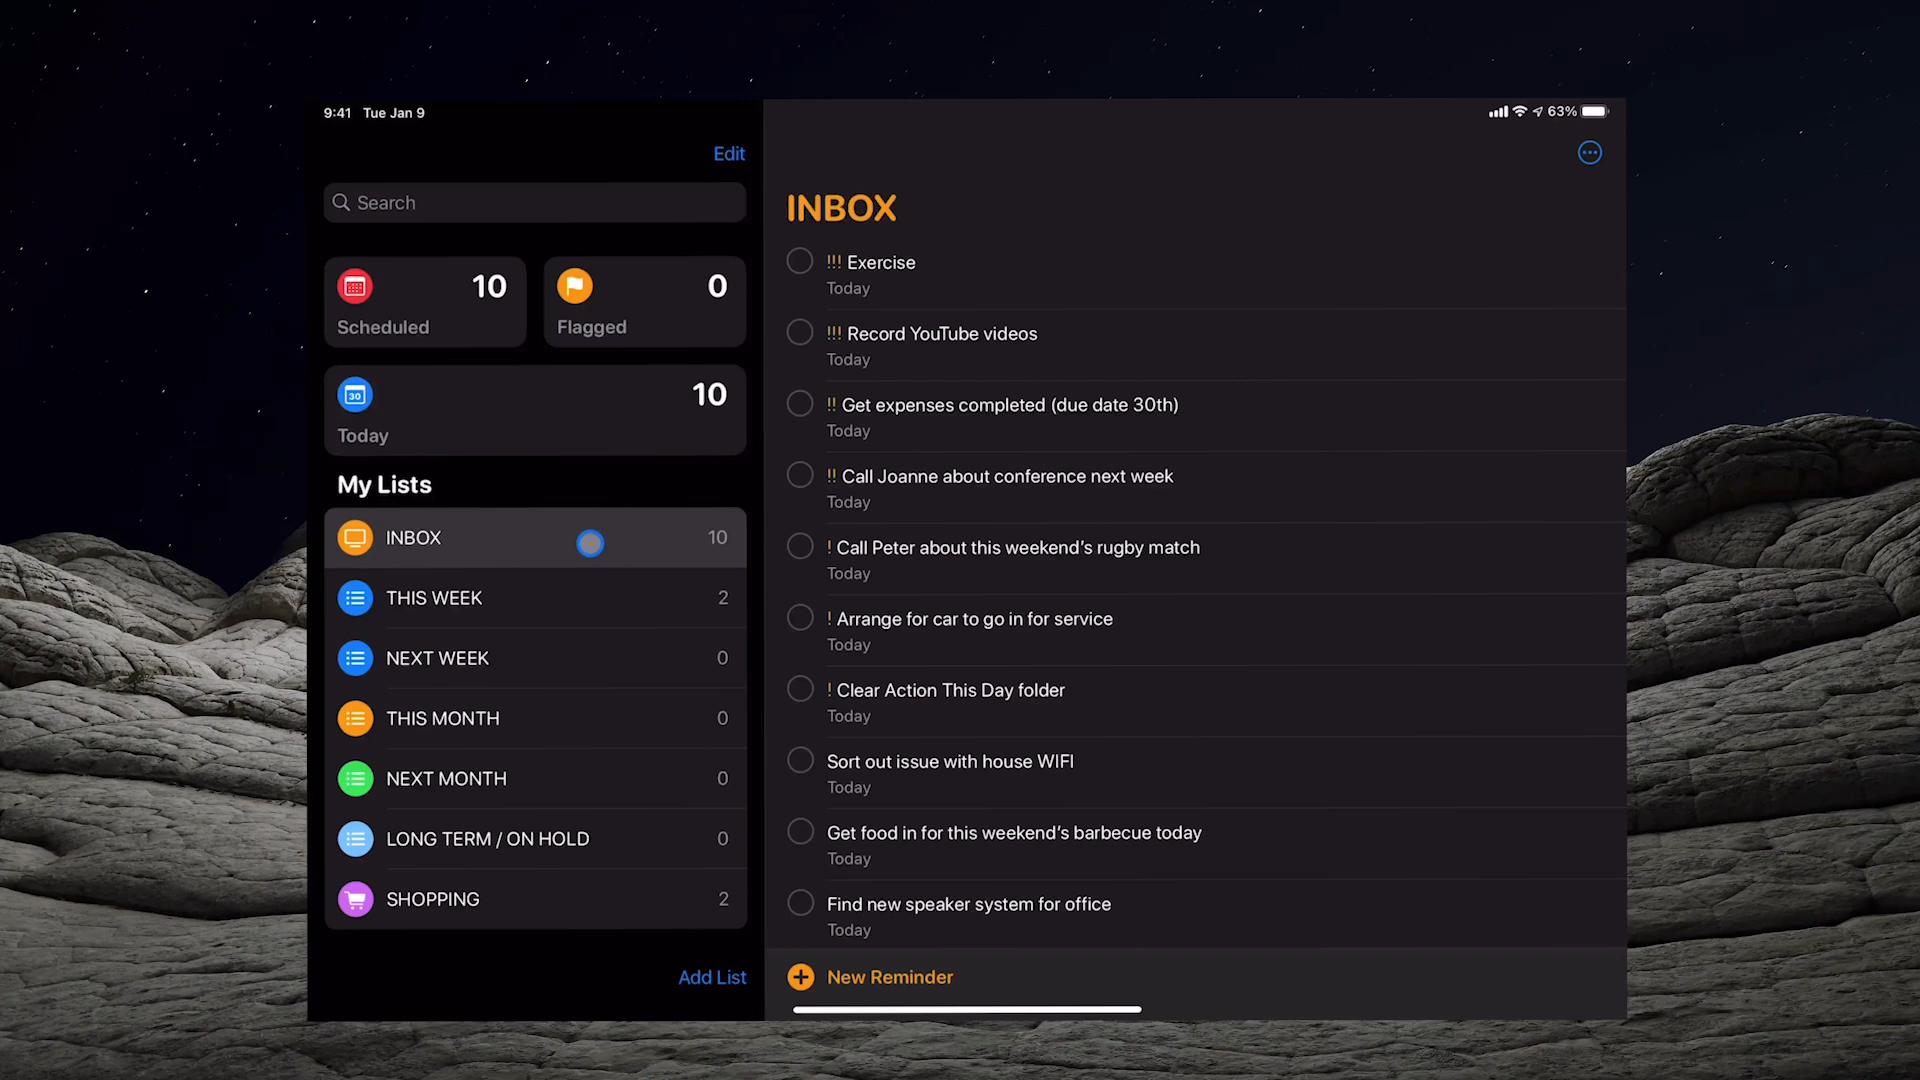 9:41 Tue Jan 9
63%
Edit
Search
10
Scheduled
0
Flagged
30
10
Today
My Lists
INBOX 10
THIS WEEK 2
NEXT WEEK 0
THIS MONTH 0
NEXT MONTH 0
LONG TERM / ON HOLD 0
SHOPPING 2
Add List
INBOX
!!! Exercise
Today
!!! Record YouTube videos
Today
!! Get expenses completed (due date 30th)
Today
!! Call Joanne about conference next week
Today
! Call Peter about this weekend’s rugby match
Today
! Arrange for car to go in for service
Today
! Clear Action This Day folder
Today
Sort out issue with house WIFI
Today
Get food in for this weekend’s barbecue today
Today
Find new speaker system for office
Today
New Reminder